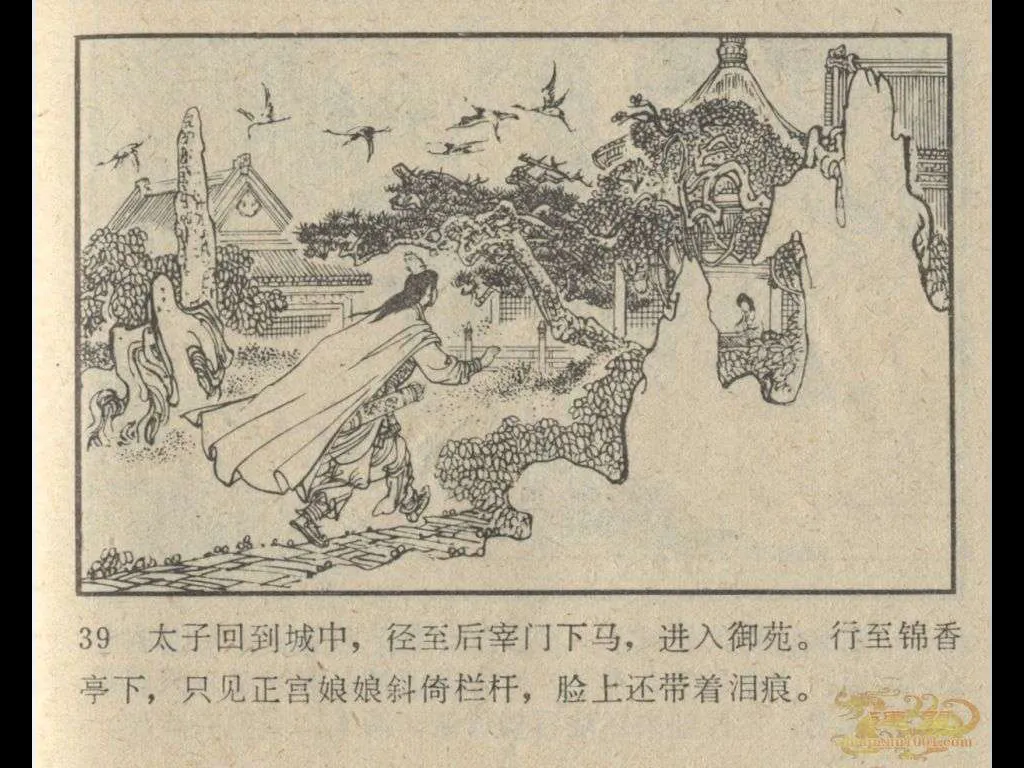 39 太子回到城中，径至后宰门下马，进入御苑。行至锦香
亭下，只见正宫娘娘斜倚栏杆，脸上还带着泪痕。